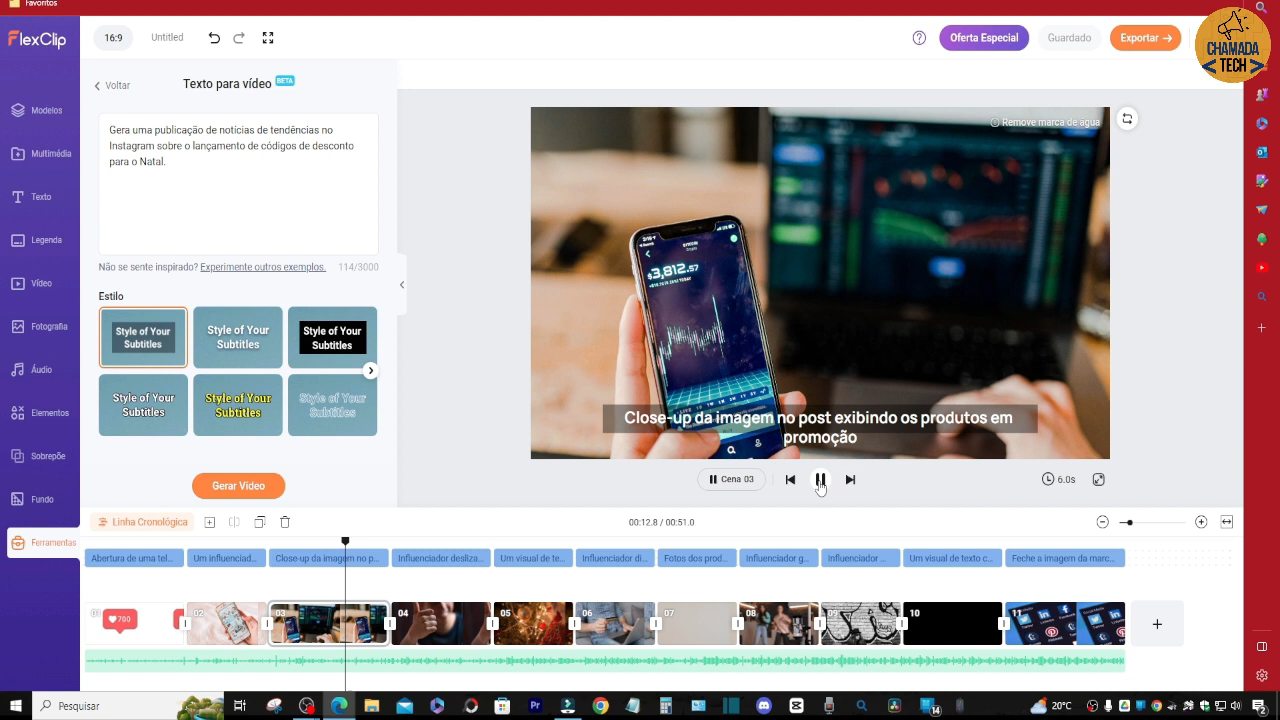 Favoritos
FlexClip
16:9
Untitled
Oferta Especial
Guardado
Exportar
CHAMADA
<TECH>
Modelos
Multimédia
Texto
Legenda
Vídeo
Fotografia
Áudio
Elementos
Sobrepõe
Fundo
Ferramentas
Voltar
Texto para vídeo BETA
Gera uma publicação de notícias de tendências no
Instagram sobre o lançamento de códigos de desconto
para o Natal.
Não se sente inspirado? Experimente outros exemplos. 114/3000
Estilo
Style of Your
Subtitles
Style of Your
Subtitles
Style of Your
Subtitles
Style of Your
Subtitles
Style of Your
Subtitles
Style of Your
Subtitles
Gerar Vídeo
Remove marca de água
$3,812.57
Close-up da imagem no post exibindo os produtos em
promoção
Cena 03
6.0s
Linha Cronológica
00:12.8 / 00:51.0
Abertura de uma tel...
Um influenciad...
Close-up da imagem no p...
Influenciador desliza...
Um visual de te...
Influenciador di...
Fotos dos prod...
Influenciador g...
Influenciador ...
Um visual de texto c...
Feche a imagem da marc...
01
700
02
03
04
05
06
07
08
09
10
11
Pesquisar
20°C